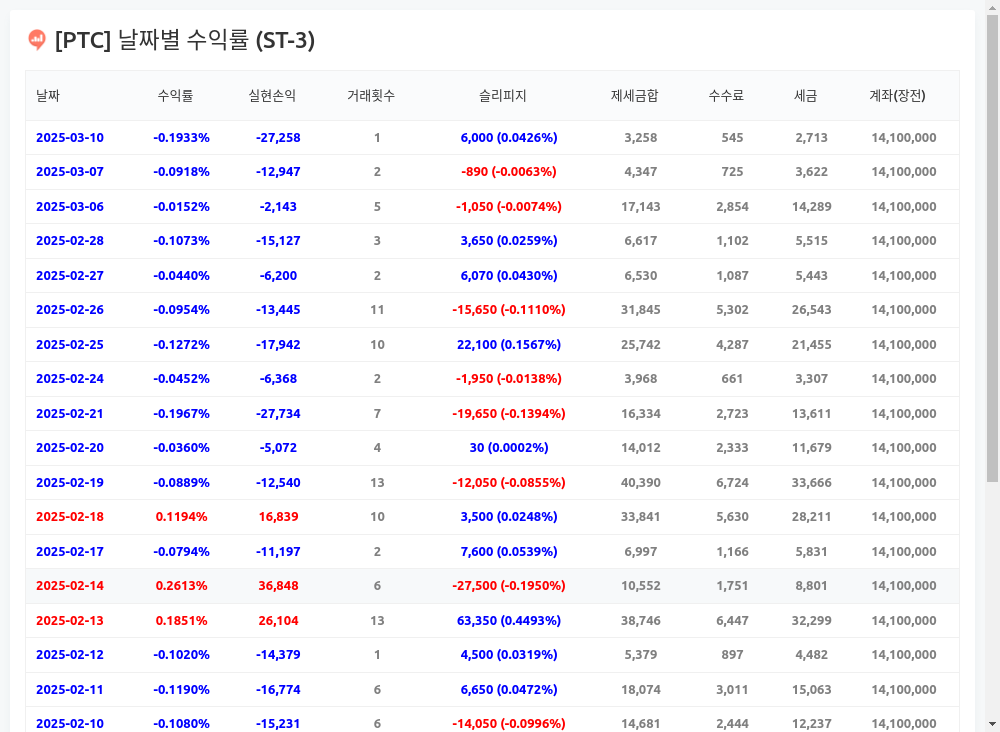 [PTC] 날짜별 수익률 (ST-3)
날짜 수익률 실현손익 거래횟수 슬리피지 제세금합 수수료 세금 계좌(장전)
2025-03-10 -0.1933% -27,258 1 6,000 (0.0426%) 3,258 545 2,713 14,100,000
2025-03-07 -0.0918% -12,947 2 -890 (-0.0063%) 4,347 725 3,622 14,100,000
2025-03-06 -0.0152% -2,143 5 -1,050 (-0.0074%) 17,143 2,854 14,289 14,100,000
2025-02-28 -0.1073% -15,127 3 3,650 (0.0259%) 6,617 1,102 5,515 14,100,000
2025-02-27 -0.0440% -6,200 2 6,070 (0.0430%) 6,530 1,087 5,443 14,100,000
2025-02-26 -0.0954% -13,445 11 -15,650 (-0.1110%) 31,845 5,302 26,543 14,100,000
2025-02-25 -0.1272% -17,942 10 22,100 (0.1567%) 25,742 4,287 21,455 14,100,000
2025-02-24 -0.0452% -6,368 2 -1,950 (-0.0138%) 3,968 661 3,307 14,100,000
2025-02-21 -0.1967% -27,734 7 -19,650 (-0.1394%) 16,334 2,723 13,611 14,100,000
2025-02-20 -0.0360% -5,072 4 30 (0.0002%) 14,012 2,333 11,679 14,100,000
2025-02-19 -0.0889% -12,540 13 -12,050 (-0.0855%) 40,390 6,724 33,666 14,100,000
2025-02-18 0.1194% 16,839 10 3,500 (0.0248%) 33,841 5,630 28,211 14,100,000
2025-02-17 -0.0794% -11,197 2 7,600 (0.0539%) 6,997 1,166 5,831 14,100,000
2025-02-14 0.2613% 36,848 6 -27,500 (-0.1950%) 10,552 1,751 8,801 14,100,000
2025-02-13 0.1851% 26,104 13 63,350 (0.4493%) 38,746 6,447 32,299 14,100,000
2025-02-12 -0.1020% -14,379 1 4,500 (0.0319%) 5,379 897 4,482 14,100,000
2025-02-11 -0.1190% -16,774 6 6,650 (0.0472%) 18,074 3,011 15,063 14,100,000
2025-02-10 -0.1080% -15,231 6 -14,050 (-0.0996%) 14,681 2,444 12,237 14,100,000